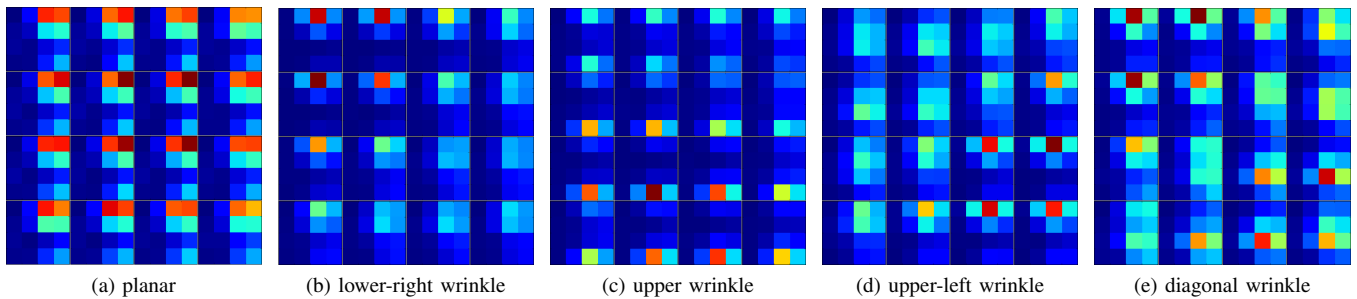 (a) planar
(b) lower-right wrinkle
(c) upper wrinkle
(d) upper-left wrinkle
(e) diagonal wrinkle